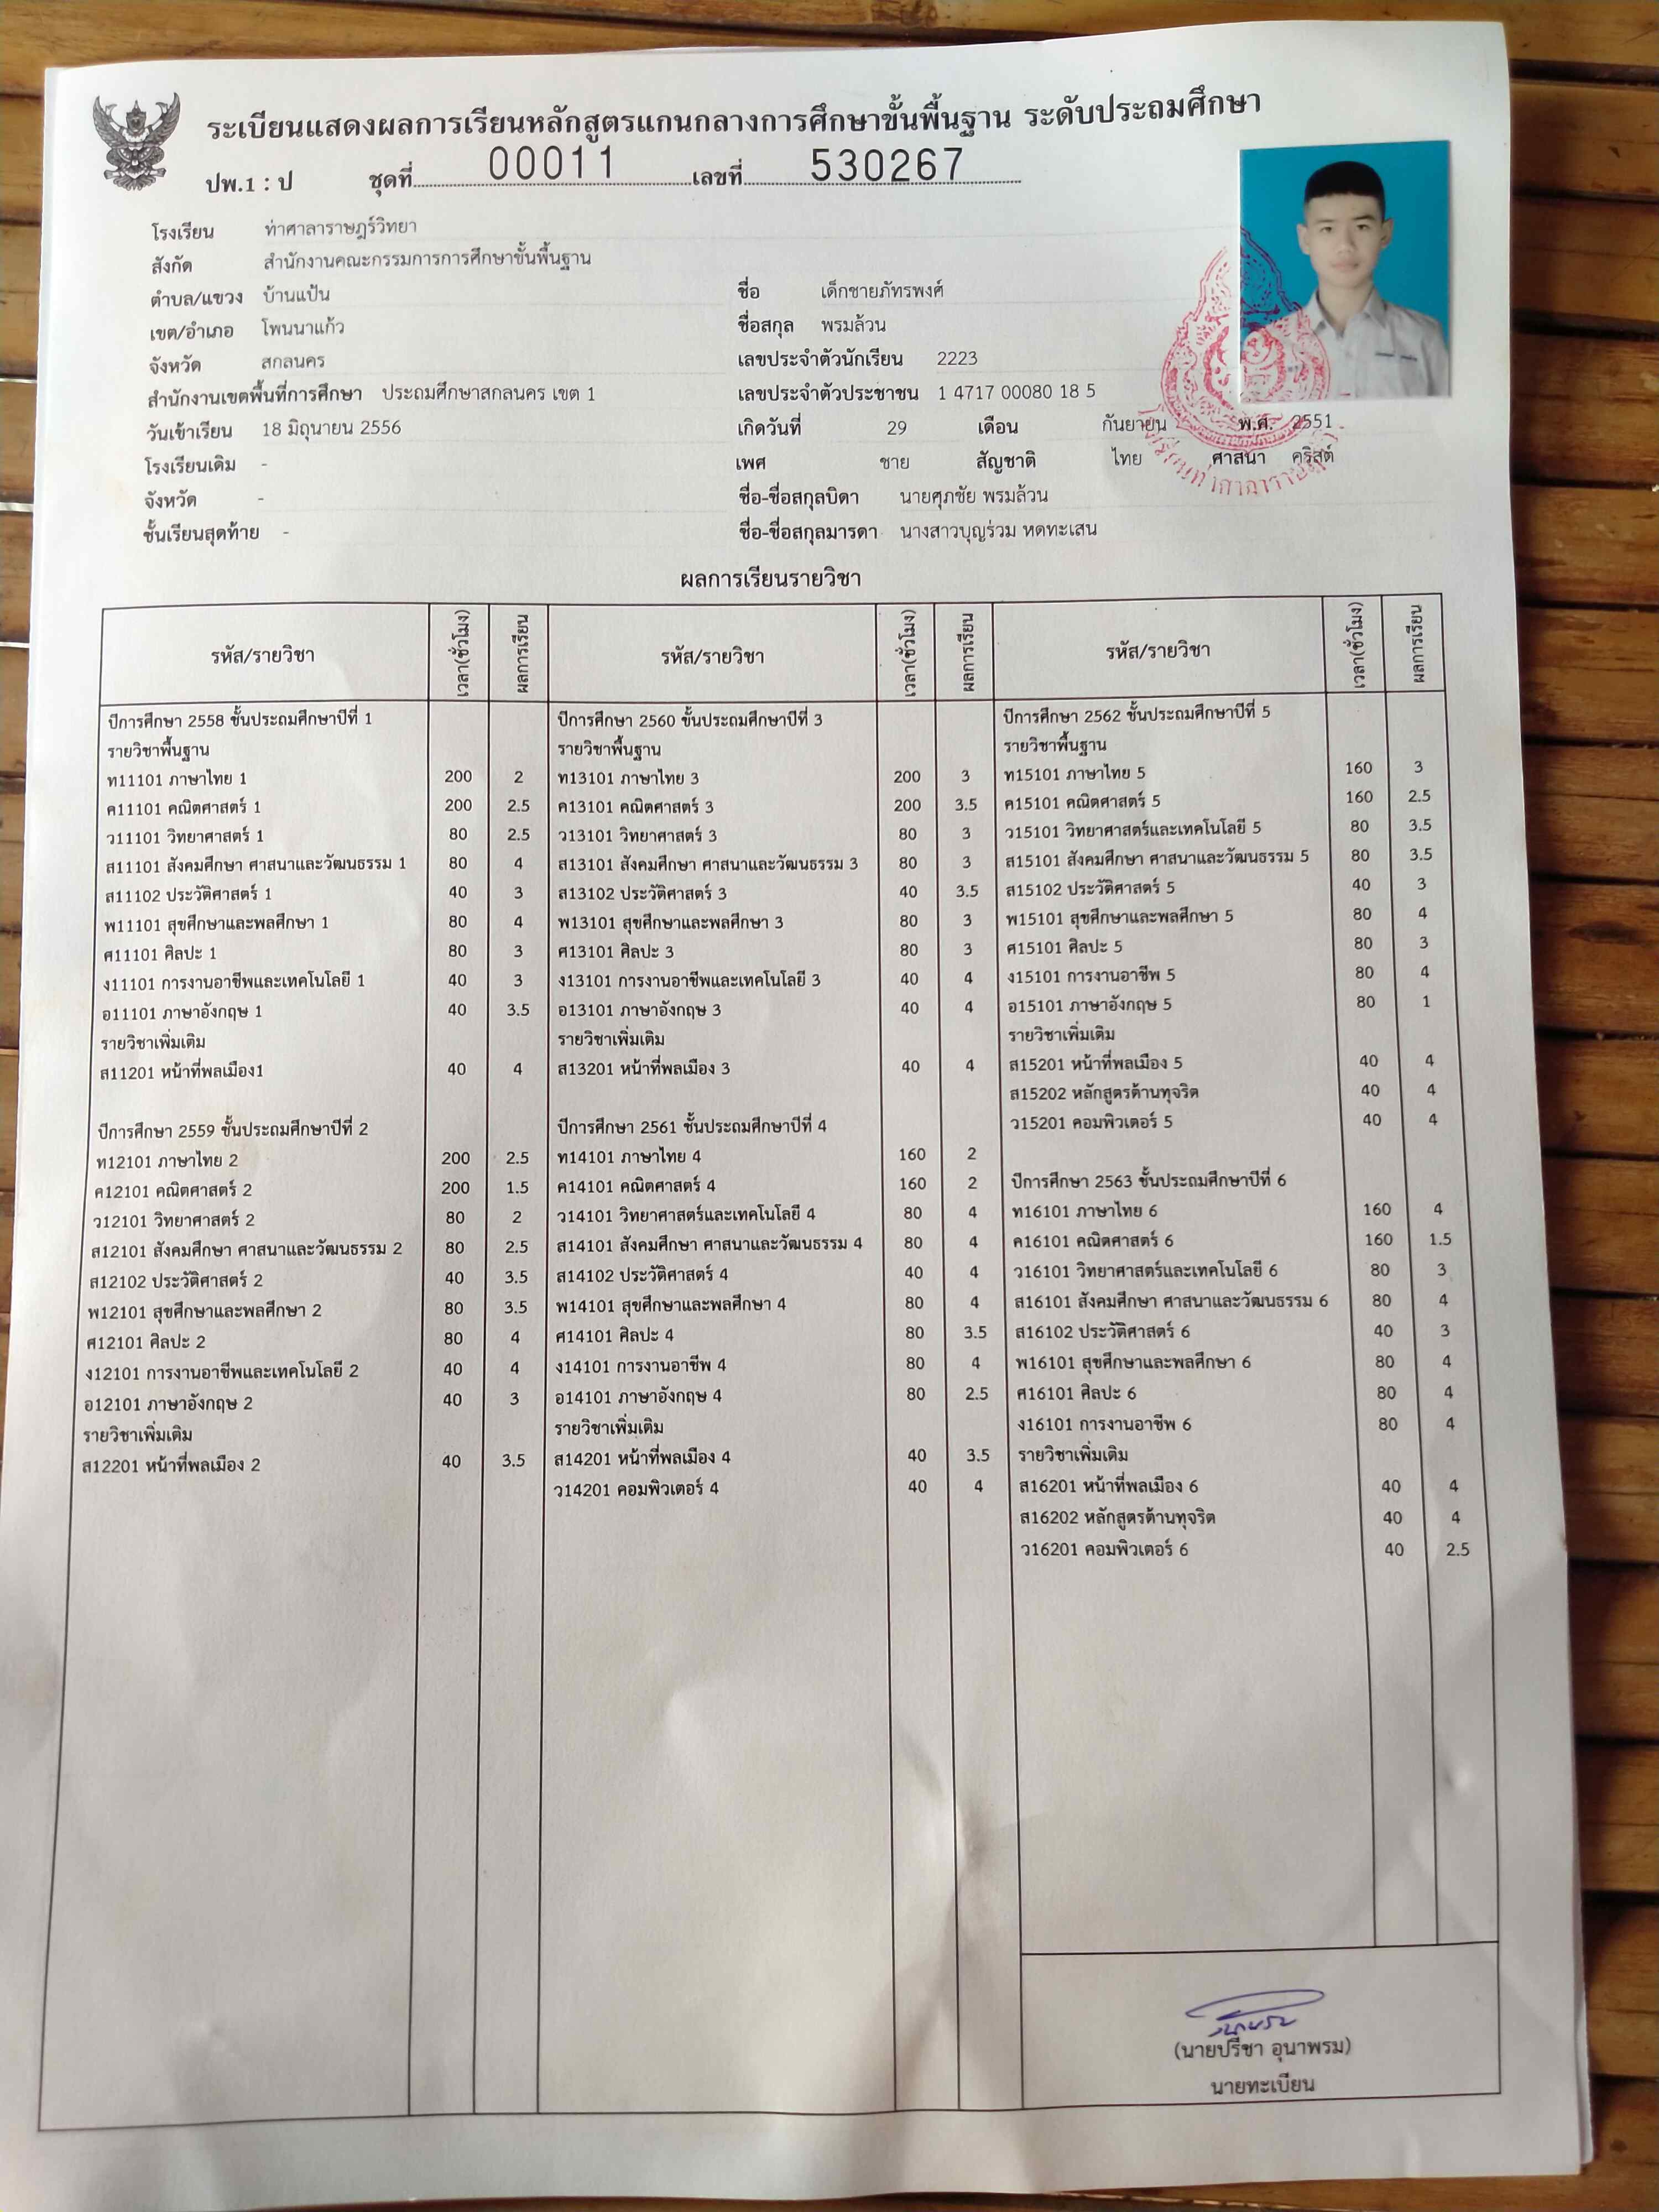 ระเบียนแสดงผลการเรียนหลักสูตรแกนกลางการศึกษาขั้นพื้นฐาน ระดับประถมศึกษา
ปพ.1 : ป ชุดที่ 00011 เลขที่ 530267
โรงเรียน ท่าศาลาราษฎร์วิทยา
สังกัด สำนักงานคณะกรรมการการศึกษาขั้นพื้นฐาน
ตำบล/แขวง บ้านแป้น
เขต/อำเภอ โพนนาแก้ว
จังหวัด สกลนคร
สำนักงานเขตพื้นที่การศึกษา ประถมศึกษาสกลนคร เขต 1
วันเข้าเรียน 18 มิถุนายน 2556
โรงเรียนเดิม -
จังหวัด -
ชั้นเรียนสุดท้าย -
ชื่อ เด็กชายภัทรพงศ์
ชื่อสกุล พรมล้วน
เลขประจำตัวนักเรียน 2223
เลขประจำตัวประชาชน 1 4717 00080 18 5
เกิดวันที่ 29 เดือน กันยายน พ.ศ. 2551
เพศ ชาย สัญชาติ ไทย ศาสนา คริสต์
ชื่อ-ชื่อสกุลบิดา นายศุภชัย พรมล้วน
ชื่อ-ชื่อสกุลมารดา นางสาวบุญร่วม หดทะเสน
ผลการเรียนรายวิชา
รหัส/รายวิชา เวลา(ชั่วโมง) ผลการเรียน รหัส/รายวิชา เวลา(ชั่วโมง) ผลการเรียน รหัส/รายวิชา เวลา(ชั่วโมง) ผลการเรียน
ปีการศึกษา 2558 ชั้นประถมศึกษาปีที่ 1
รายวิชาพื้นฐาน
ท11101 ภาษาไทย 1 200 2
ค11101 คณิตศาสตร์ 1 200 2.5
ว11101 วิทยาศาสตร์ 1 80 2.5
ส11101 สังคมศึกษา ศาสนาและวัฒนธรรม 1 80 4
ส11102 ประวัติศาสตร์ 1 40 3
พ11101 สุขศึกษาและพลศึกษา 1 80 4
ศ11101 ศิลปะ 1 80 3
ง11101 การงานอาชีพและเทคโนโลยี 1 40 3
อ11101 ภาษาอังกฤษ 1 40 3.5
รายวิชาเพิ่มเติม
ส11201 หน้าที่พลเมือง1 40 4
ปีการศึกษา 2559 ชั้นประถมศึกษาปีที่ 2
ท12101 ภาษาไทย 2 200 2.5
ค12101 คณิตศาสตร์ 2 200 1.5
ว12101 วิทยาศาสตร์ 2 80 2
ส12101 สังคมศึกษา ศาสนาและวัฒนธรรม 2 80 2.5
ส12102 ประวัติศาสตร์ 2 40 3.5
พ12101 สุขศึกษาและพลศึกษา 2 80 3.5
ศ12101 ศิลปะ 2 80 4
ง12101 การงานอาชีพและเทคโนโลยี 2 40 4
อ12101 ภาษาอังกฤษ 2 40 3
รายวิชาเพิ่มเติม
ส12201 หน้าที่พลเมือง 2 40 3.5
ปีการศึกษา 2560 ชั้นประถมศึกษาปีที่ 3
รายวิชาพื้นฐาน
ท13101 ภาษาไทย 3 200 3
ค13101 คณิตศาสตร์ 3 200 3.5
ว13101 วิทยาศาสตร์ 3 80 3
ส13101 สังคมศึกษา ศาสนาและวัฒนธรรม 3 80 3
ส13102 ประวัติศาสตร์ 3 40 3.5
พ13101 สุขศึกษาและพลศึกษา 3 80 3
ศ13101 ศิลปะ 3 80 3
ง13101 การงานอาชีพและเทคโนโลยี 3 40 4
อ13101 ภาษาอังกฤษ 3 40 4
รายวิชาเพิ่มเติม
ส13201 หน้าที่พลเมือง 3 40 4
ปีการศึกษา 2561 ชั้นประถมศึกษาปีที่ 4
ท14101 ภาษาไทย 4 160 2
ค14101 คณิตศาสตร์ 4 160 2
ว14101 วิทยาศาสตร์และเทคโนโลยี 4 80 4
ส14101 สังคมศึกษา ศาสนาและวัฒนธรรม 4 80 4
ส14102 ประวัติศาสตร์ 4 40 4
พ14101 สุขศึกษาและพลศึกษา 4 80 4
ศ14101 ศิลปะ 4 80 3.5
ง14101 การงานอาชีพ 4 80 4
อ14101 ภาษาอังกฤษ 4 80 2.5
รายวิชาเพิ่มเติม
ส14201 หน้าที่พลเมือง 4 40 3.5
ว14201 คอมพิวเตอร์ 4 40 4
ปีการศึกษา 2562 ชั้นประถมศึกษาปีที่ 5
รายวิชาพื้นฐาน
ท15101 ภาษาไทย 5 160 3
ค15101 คณิตศาสตร์ 5 160 2.5
ว15101 วิทยาศาสตร์และเทคโนโลยี 5 80 3.5
ส15101 สังคมศึกษา ศาสนาและวัฒนธรรม 5 80 3.5
ส15102 ประวัติศาสตร์ 5 40 3
พ15101 สุขศึกษาและพลศึกษา 5 80 4
ศ15101 ศิลปะ 5 80 3
ง15101 การงานอาชีพ 5 80 4
อ15101 ภาษาอังกฤษ 5 80 1
รายวิชาเพิ่มเติม
ส15201 หน้าที่พลเมือง 5 40 4
ส15202 หลักสูตรต้านทุจริต 40 4
ว15201 คอมพิวเตอร์ 5 40 4
ปีการศึกษา 2563 ชั้นประถมศึกษาปีที่ 6
ท16101 ภาษาไทย 6 160 4
ค16101 คณิตศาสตร์ 6 160 1.5
ว16101 วิทยาศาสตร์และเทคโนโลยี 6 80 3
ส16101 สังคมศึกษา ศาสนาและวัฒนธรรม 6 80 4
ส16102 ประวัติศาสตร์ 6 40 3
พ16101 สุขศึกษาและพลศึกษา 6 80 4
ศ16101 ศิลปะ 6 80 4
ง16101 การงานอาชีพ 6 80 4
รายวิชาเพิ่มเติม
ส16201 หน้าที่พลเมือง 6 40 4
ส16202 หลักสูตรต้านทุจริต 40 4
ว16201 คอมพิวเตอร์ 6 40 2.5
(นายปรีชา อุนาพรม)
นายทะเบียน